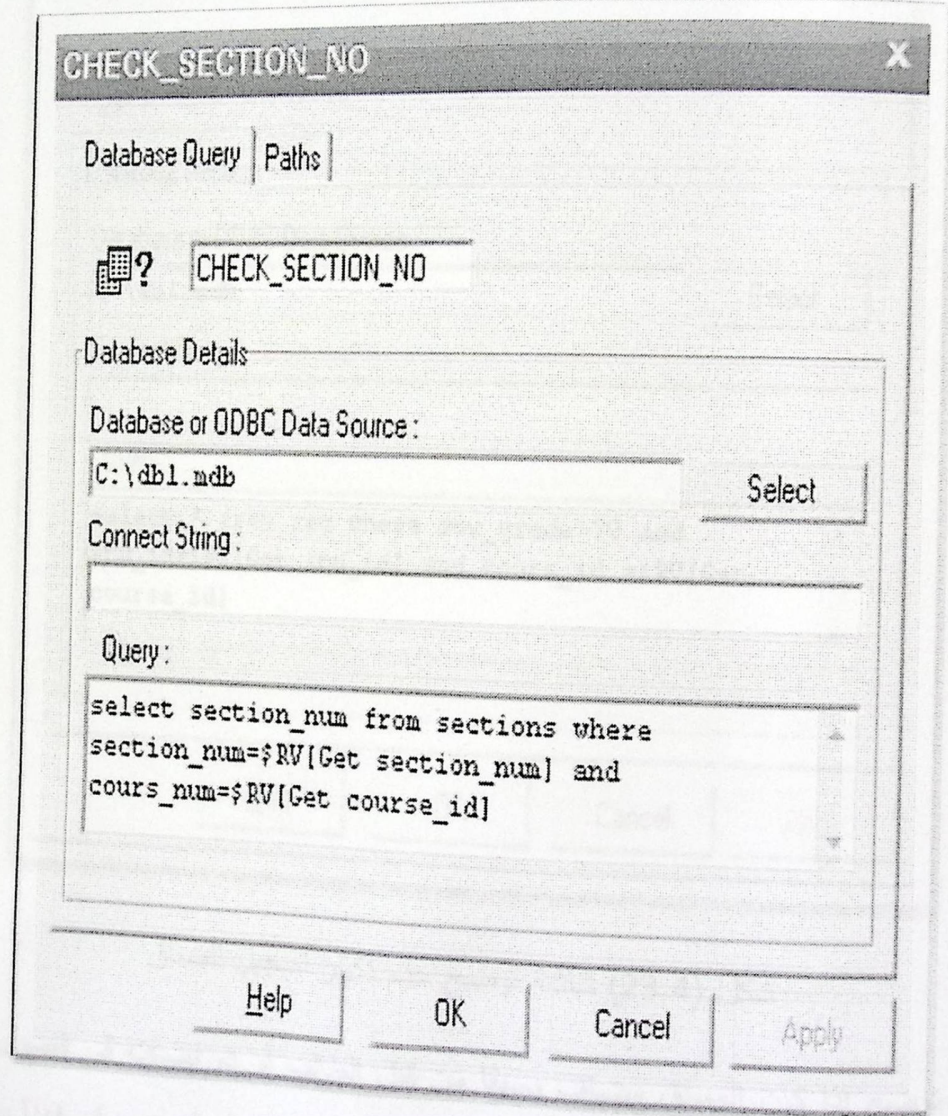 CHECK_SECTION_NO X
Database Query Paths
? CHECK_SECTION_NO
Database Details
Database or ODBC Data Source :
C:\db1.mdb
Select
Connect String :
Query :
select section_num from sections where
section_num=$RV[Get section_num] and
cours_num=$RV[Get course_id]
Help OK Cancel Apply